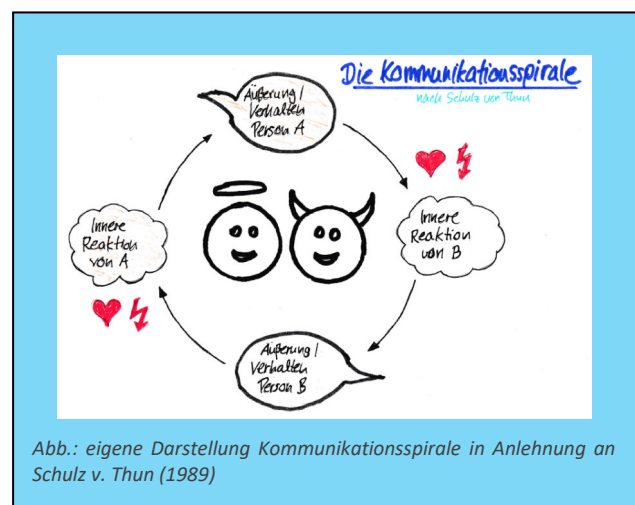 Die Kommunikationsspirale
nach Schulz von Thun
Äußerung /
Verhalten
Person A
Innere
Reaktion
von A
Innere
Reaktion
von B
Äußerung /
Verhalten
Person B
Abb.: eigene Darstellung Kommunikationsspirale in Anlehnung an
Schulz v. Thun (1989)